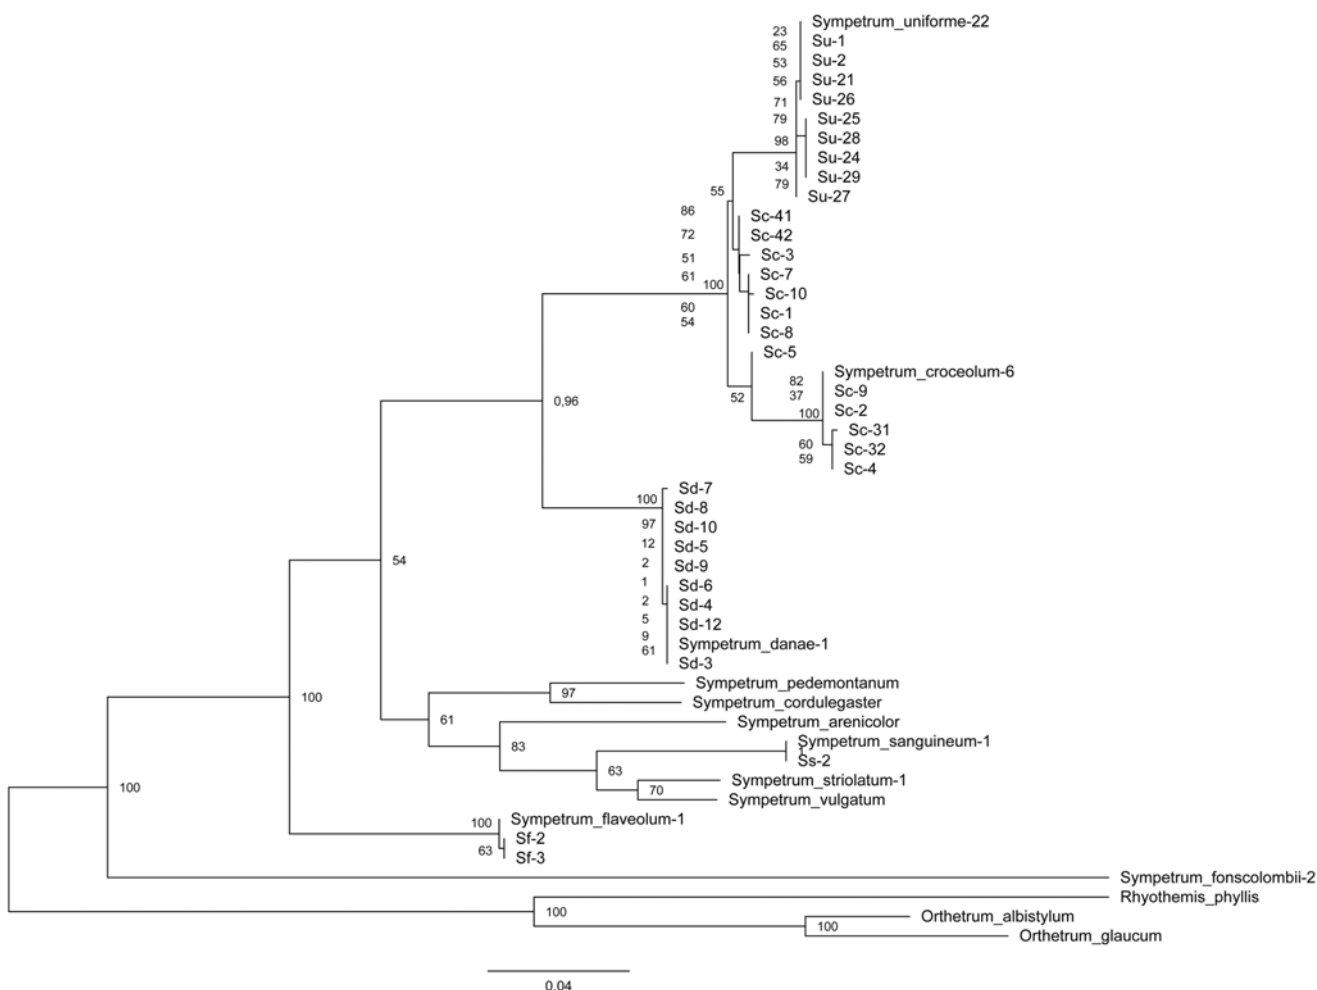 Sympetrum_uniforme-22
23
Su-1
65
Su-2
53
Su-21
56
Su-26
71
Su-25
79
Su-28
98
Su-24
34
Su-29
79
Su-27
55
86
Sc-41
72
Sc-42
51
Sc-3
61
Sc-7
100
Sc-10
60
Sc-1
54
Sc-8
Sc-5
Sympetrum_croceolum-6
82
37
Sc-9
52
100
Sc-2
Sc-31
60
Sc-32
59
Sc-4
0,96
Sd-7
100
Sd-8
97
Sd-10
12
Sd-5
2
Sd-9
1
Sd-6
2
Sd-4
5
Sd-12
9
Sympetrum_danae-1
61
Sd-3
54
Sympetrum_pedemontanum
97
Sympetrum_cordulegaster
61
Sympetrum_arenicolor
83
Sympetrum_sanguineum-1
1
Ss-2
63
Sympetrum_striolatum-1
70
Sympetrum_vulgatum
100
100
Sympetrum_flaveolum-1
Sf-2
63
Sf-3
100
Sympetrum_fonscolombii-2
Rhyothemis_phyllis
100
Orthetrum_albistylum
100
Orthetrum_glaucum
0.04